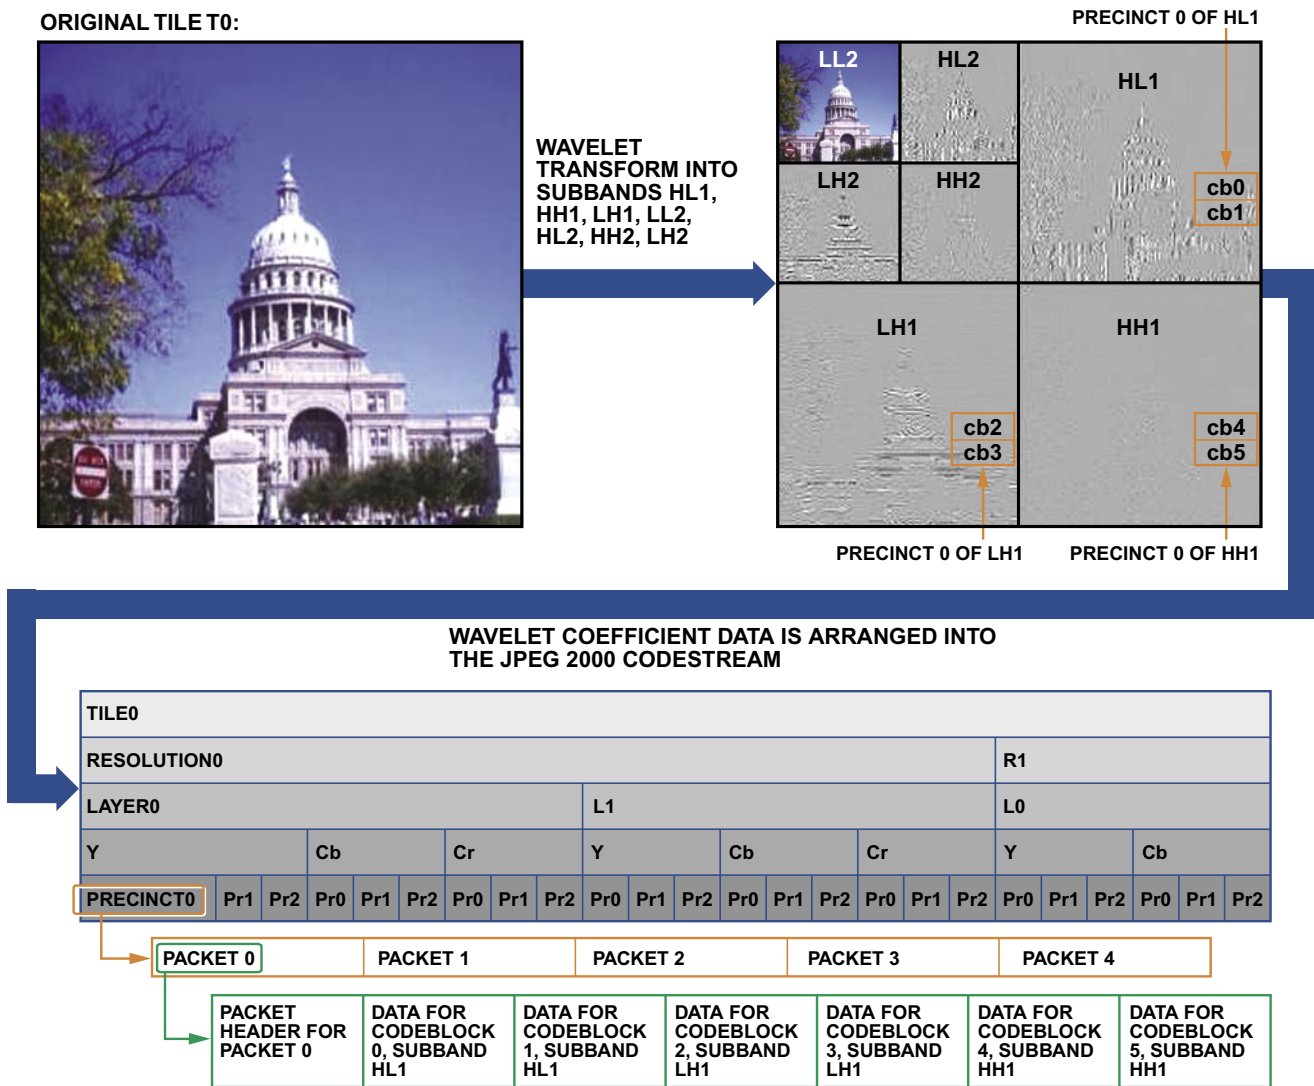 ORIGINAL TILE T0:
PRECINCT 0 OF HL1
WAVELET
TRANSFORM INTO
SUBBANDS HL1,
HH1, LH1, LL2,
HL2, HH2, LH2
LL2
HL2
HL1
LH2
HH2
cb0
cb1
LH1
HH1
cb2
cb3
cb4
cb5
PRECINCT 0 OF LH1
PRECINCT 0 OF HH1
WAVELET COEFFICIENT DATA IS ARRANGED INTO
THE JPEG 2000 CODESTREAM
TILE0
RESOLUTION0 R1
LAYER0 L1 L0
Y Cb Cr Y Cb Cr Y Cb
PRECINCT0 Pr1 Pr2 Pr0 Pr1 Pr2 Pr0 Pr1 Pr2 Pr0 Pr1 Pr2 Pr0 Pr1 Pr2 Pr0 Pr1 Pr2 Pr0 Pr1 Pr2 Pr0 Pr1 Pr2
PACKET 0 PACKET 1 PACKET 2 PACKET 3 PACKET 4
PACKET
HEADER FOR
PACKET 0
DATA FOR
CODEBLOCK
0, SUBBAND
HL1
DATA FOR
CODEBLOCK
1, SUBBAND
HL1
DATA FOR
CODEBLOCK
2, SUBBAND
LH1
DATA FOR
CODEBLOCK
3, SUBBAND
LH1
DATA FOR
CODEBLOCK
4, SUBBAND
HH1
DATA FOR
CODEBLOCK
5, SUBBAND
HH1